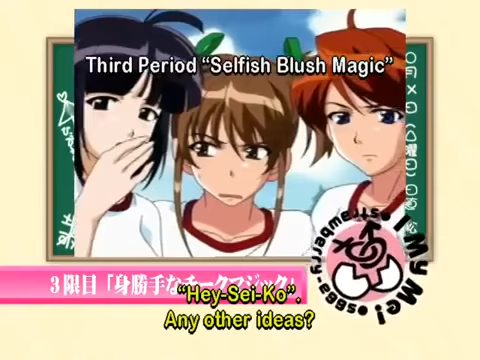 Third Period “Selfish Blush Magic”
I My Me!
strawberry-eggs
3限目「身勝手なチークマジック」
“Hey-Sei-Ko”.
Any other ideas?